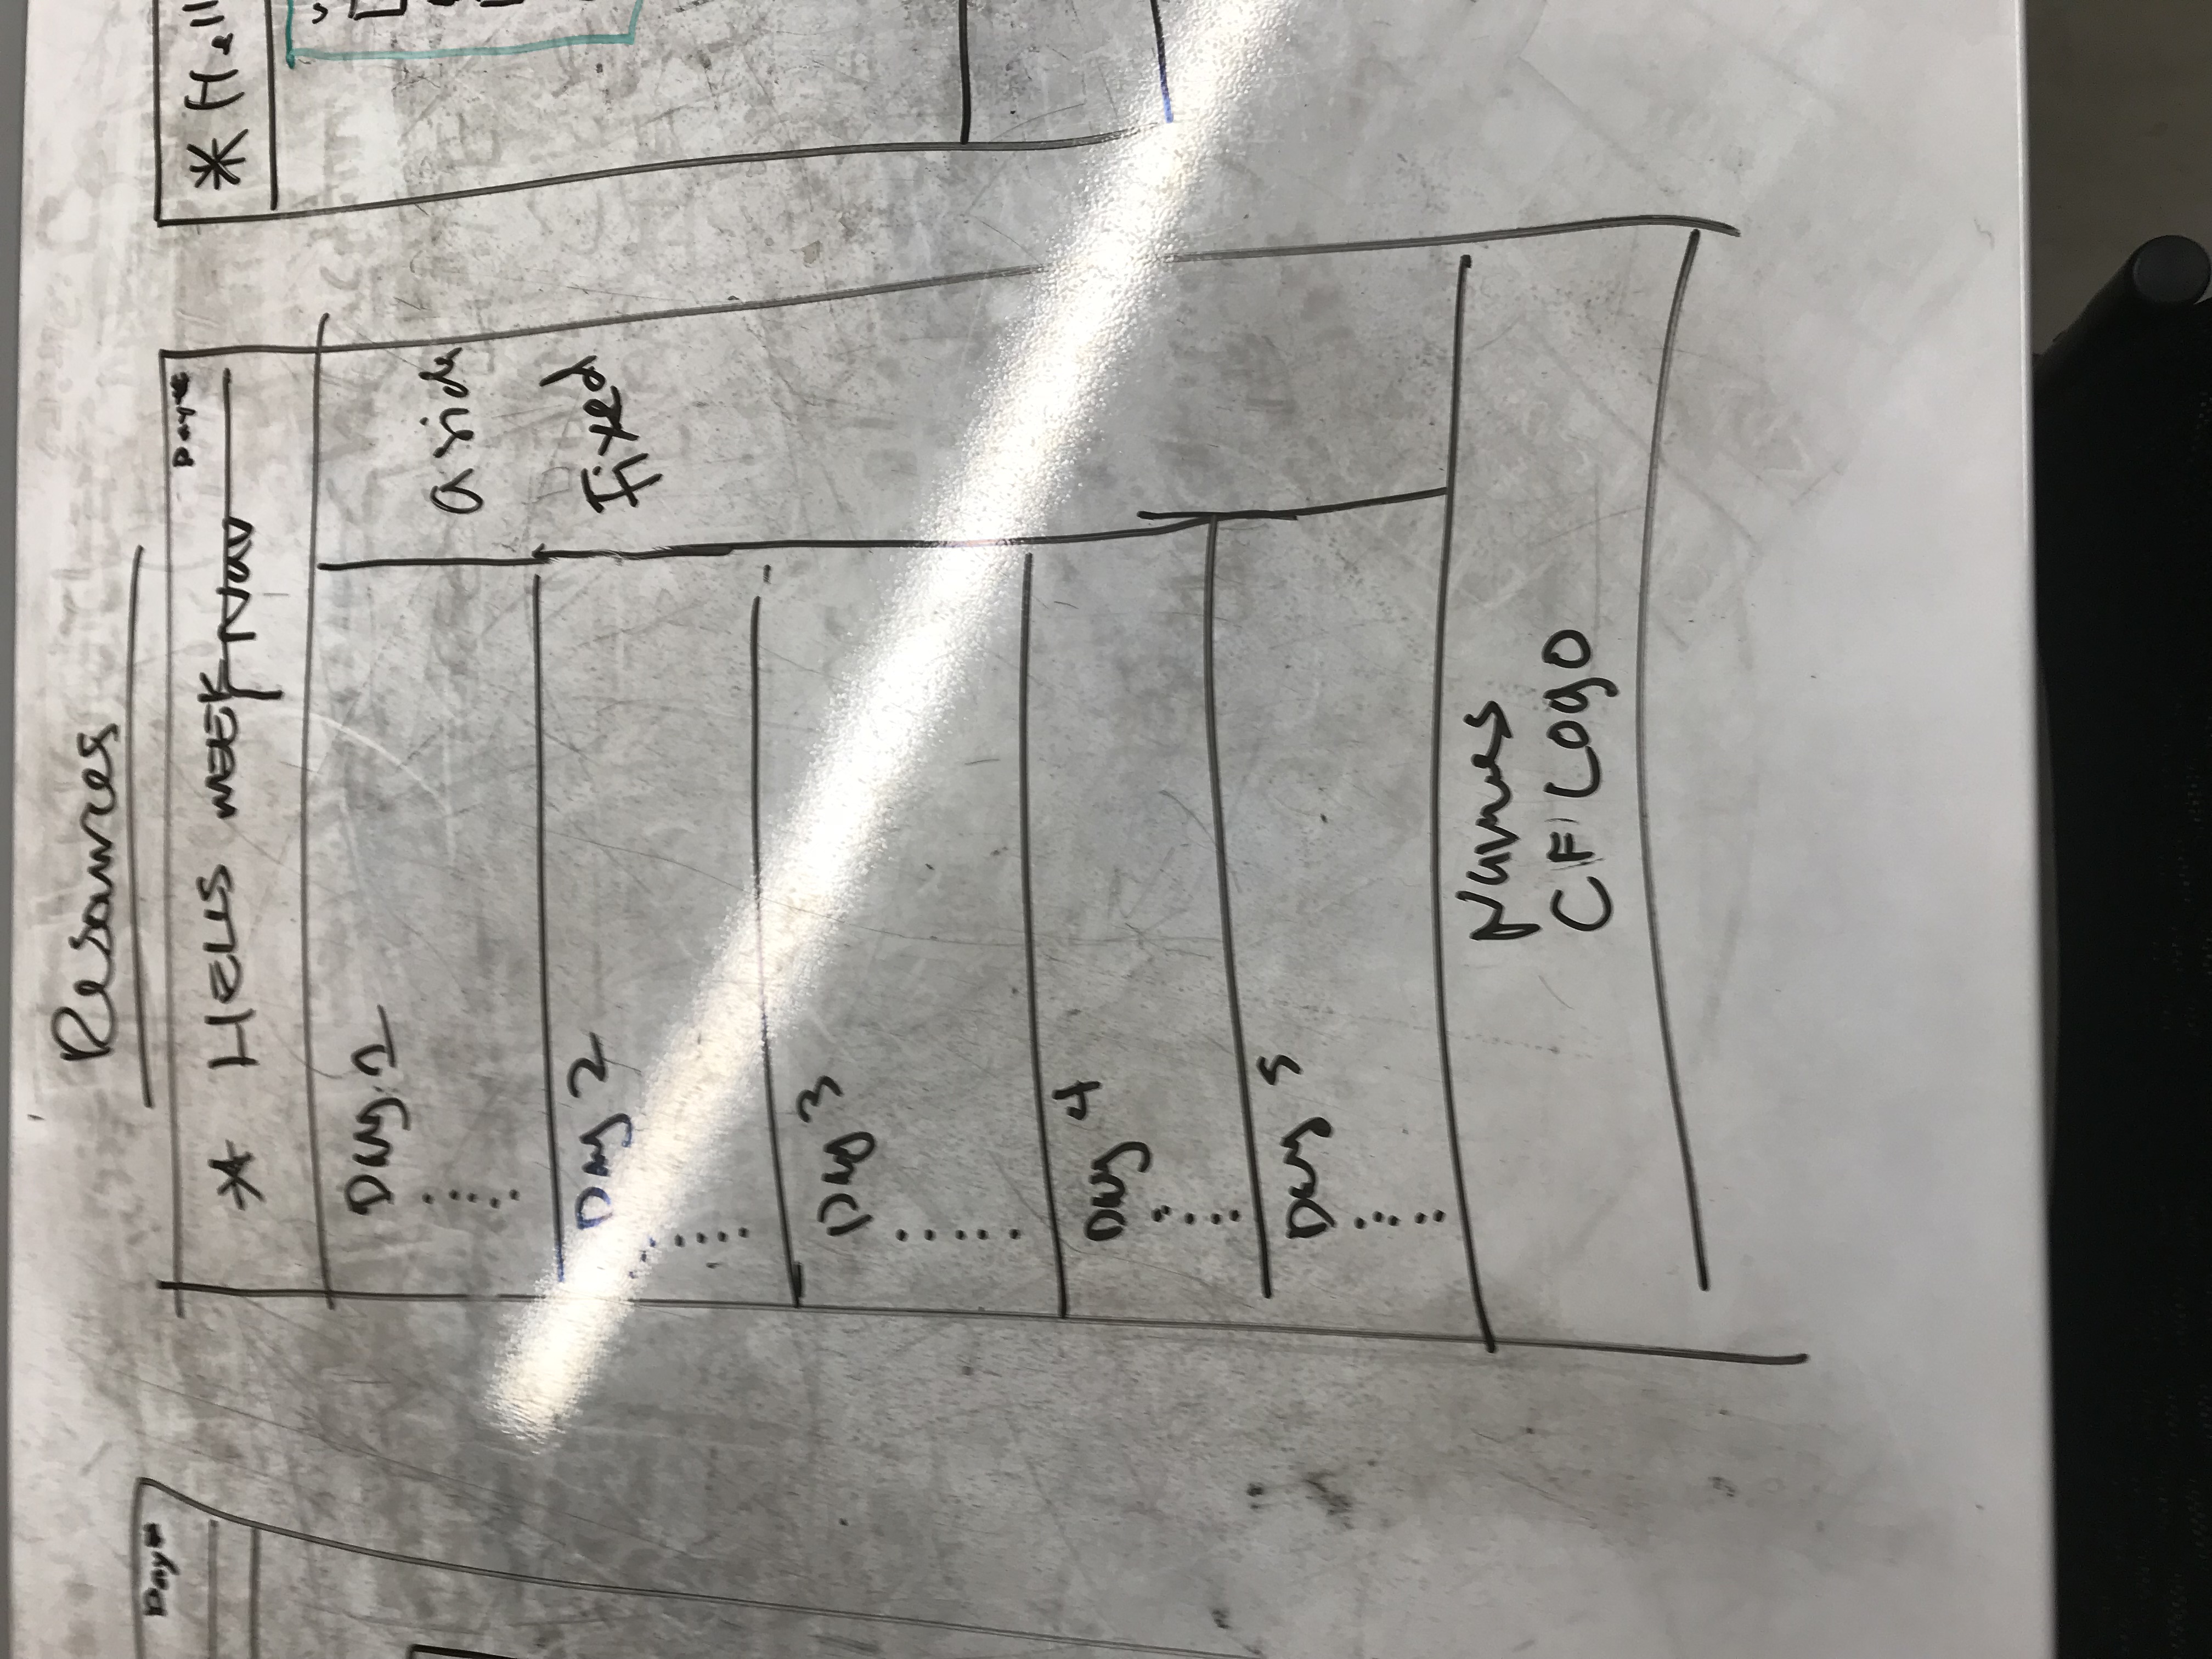 Resources
Day
Day
* HELLS WEEK Nav
* Hell
Day 1
aside
Fixed
Day 2
Day 3
Day 4
Day 5
Names
CF Logo